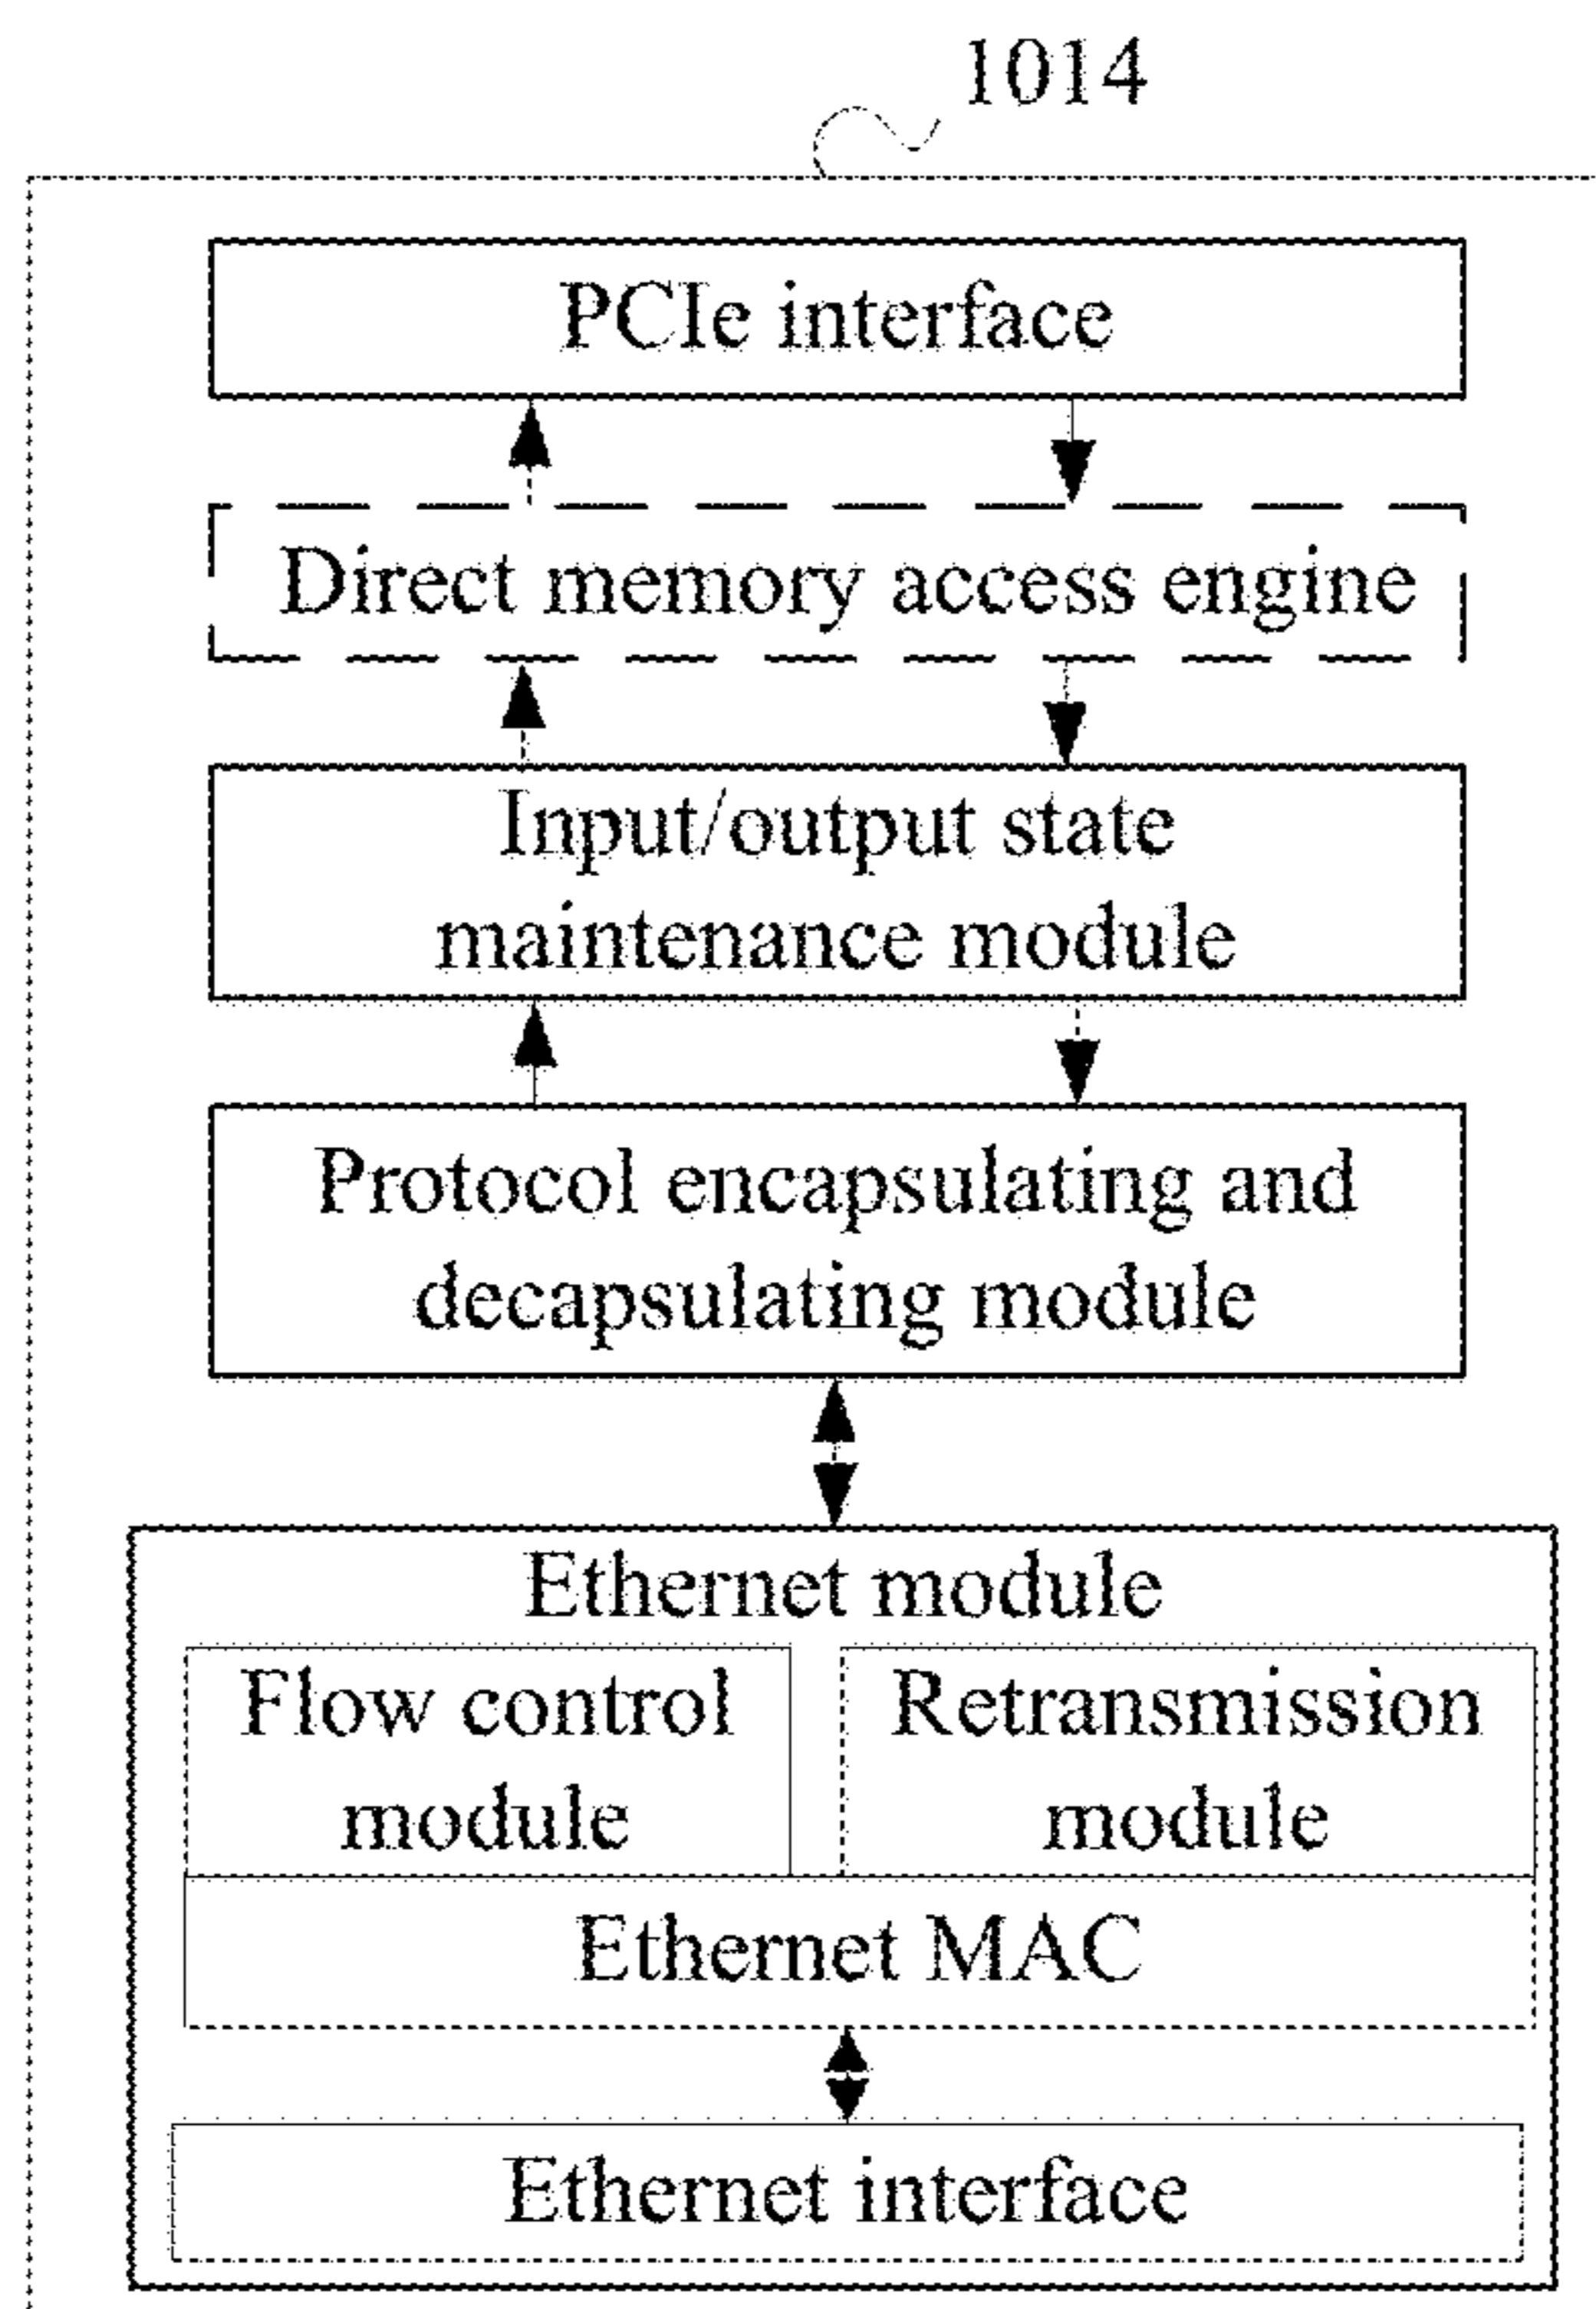 1014
PCIe interface
Direct memory access engine
Input/output state
maintenance module
Protocol encapsulating and
decapsulating module
Ethernet module
Flow control
module
Retransmission
module
Ethernet MAC
Ethernet interface